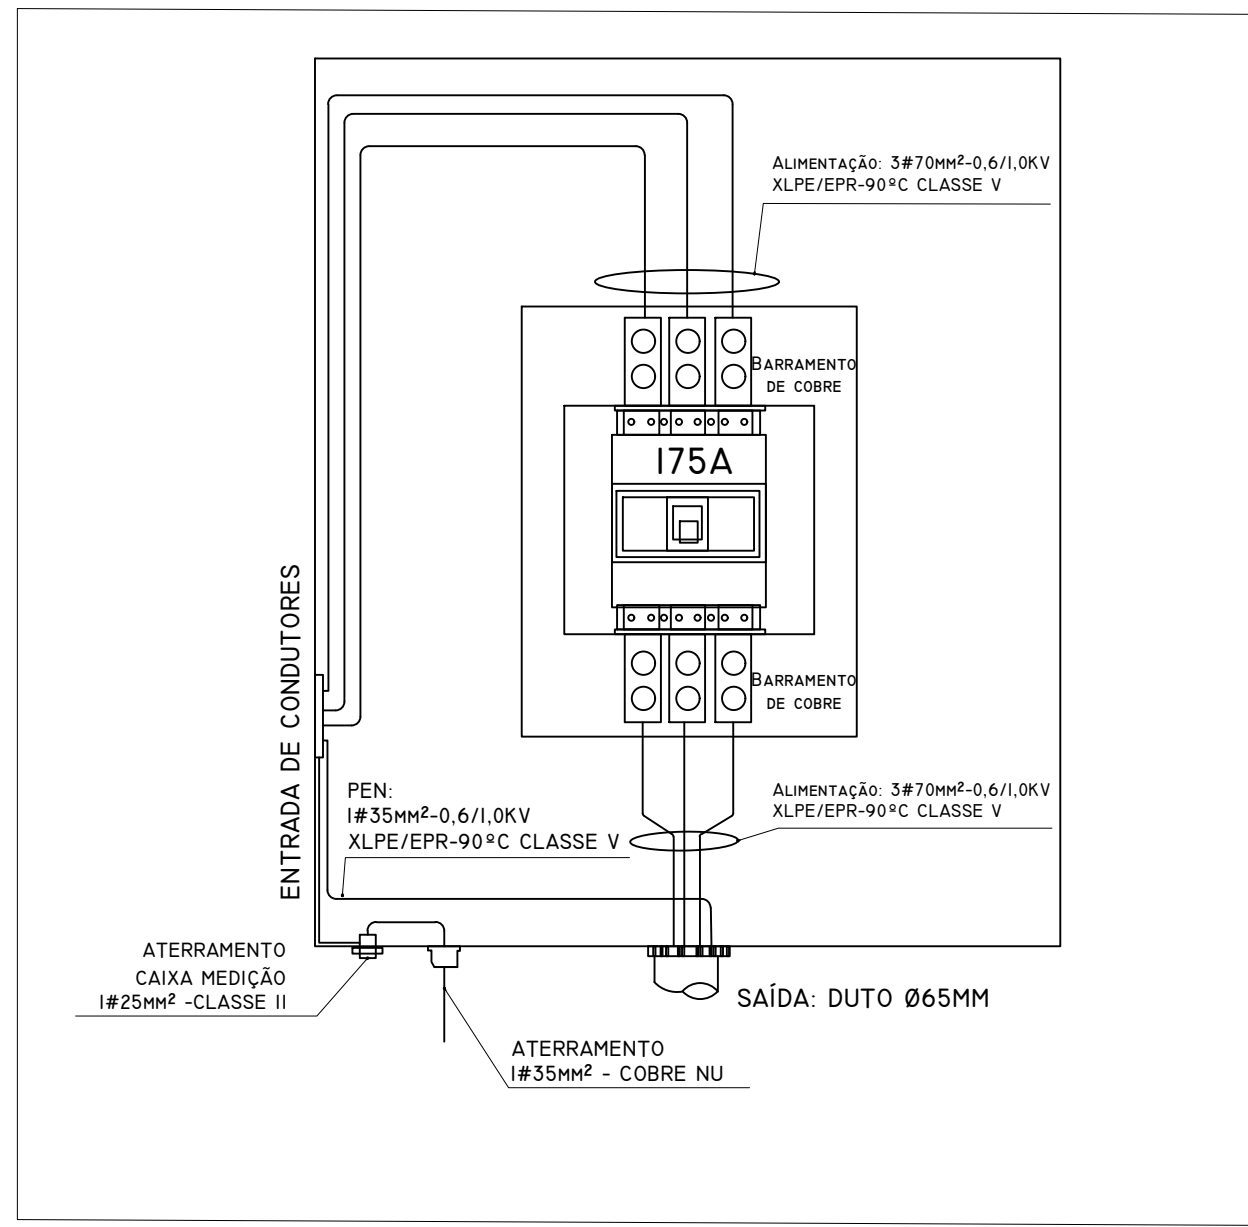 ALIMENTAÇÃO: 3#70MM²-0,6/1,0KV
XLPE/EPR-90ºC CLASSE V
BARRAMENTO
DE COBRE
175A
ENTRADA DE CONDUTORES
BARRAMENTO
DE COBRE
PEN:
1#35MM²-0,6/1,0KV
XLPE/EPR-90ºC CLASSE V
ALIMENTAÇÃO: 3#70MM²-0,6/1,0KV
XLPE/EPR-90ºC CLASSE V
ATERRAMENTO
CAIXA MEDIÇÃO
1#25MM² -CLASSE II
SAÍDA: DUTO Ø65MM
ATERRAMENTO
1#35MM² - COBRE NU